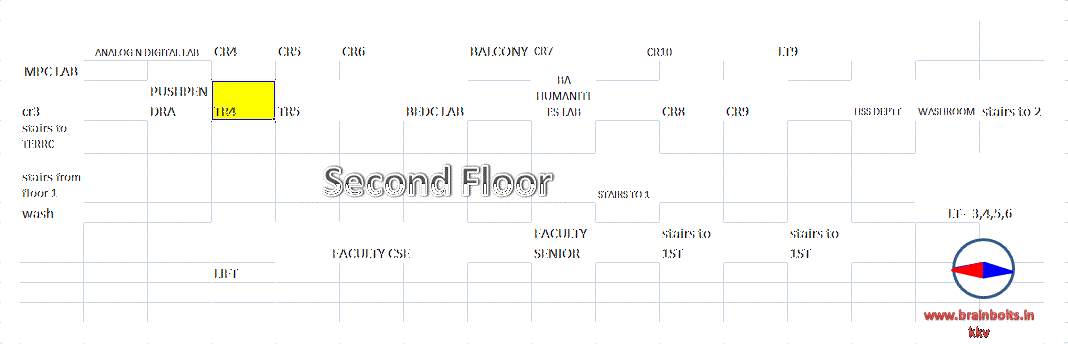 ANALOG N DIGITAL LAB CR4 CR5 CR6 BALCONY CR7 CR10 LT9
MPC LAB
PUSHPEN
DRA
BA
HUMANITI
ES LAB
cr3 TR4 TR5 BEDC LAB CR8 CR9 HSS DEPTT WASHROOM stairs to 2
stairs to
TERRC
stairs from
floor 1
Second Floor
STAIRS TO 1
wash
LT- 3,4,5,6
FACULTY CSE
FACULTY
SENIOR
stairs to
1ST
stairs to
1ST
LIFT
www.brainbolts.in
kkv